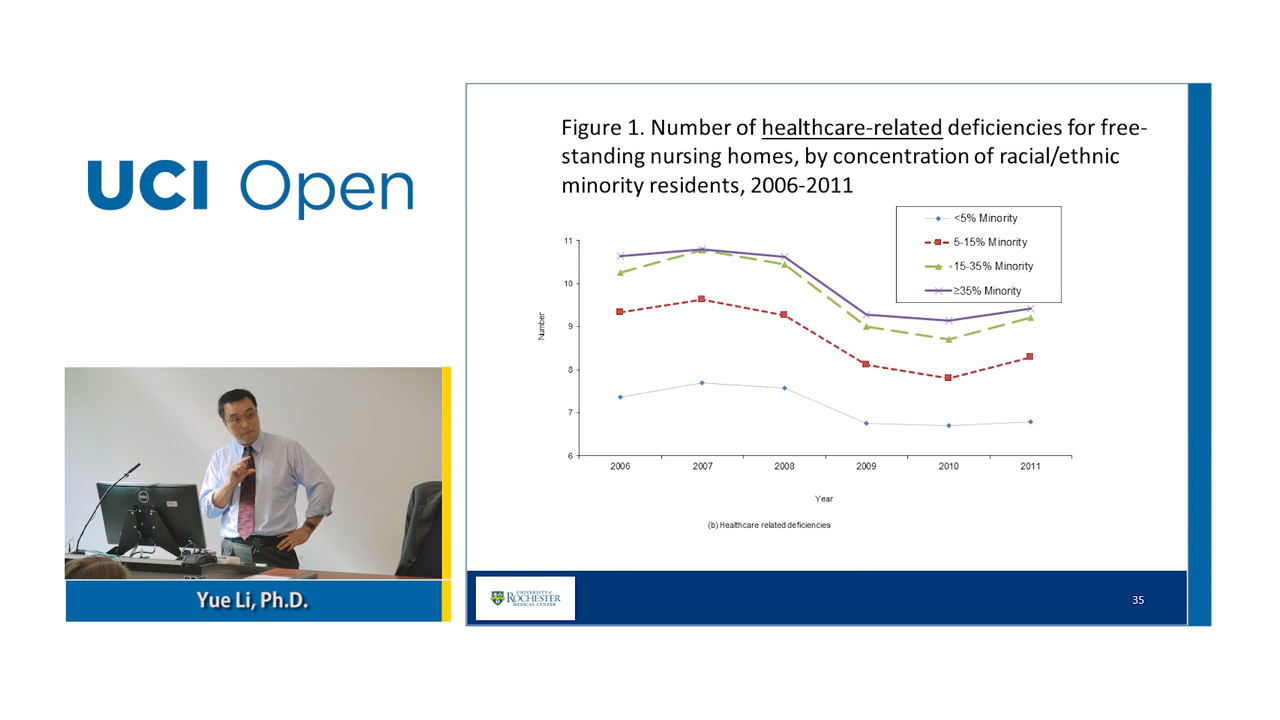 UCI Open
Figure 1. Number of healthcare-related deficiencies for free-
standing nursing homes, by concentration of racial/ethnic
minority residents, 2006-2011
<5% Minority
5-15% Minority
15-35% Minority
≥35% Minority
11
10
9
8
7
6
Number
2006 2007 2008 2009 2010 2011
Year
(b) Healthcare related deficiencies
DELL
Yue Li, Ph.D.
UNIVERSITY of
ROCHESTER
MEDICAL CENTER
35